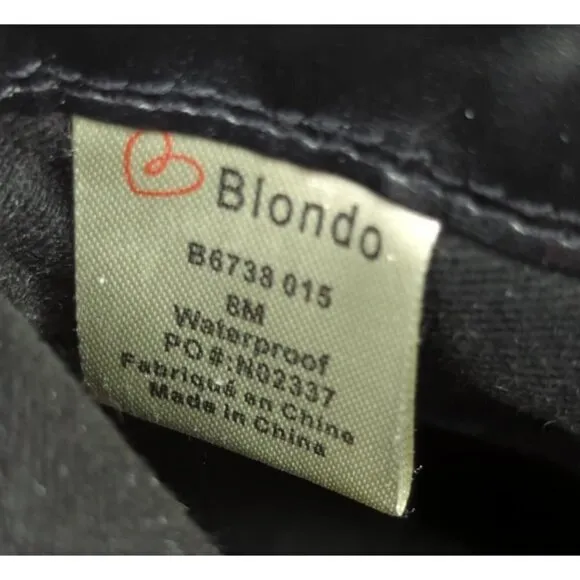 Blondo
B6738 015
8M
Waterproof
PO#:N02337
Fabriqué en Chine
Made in China